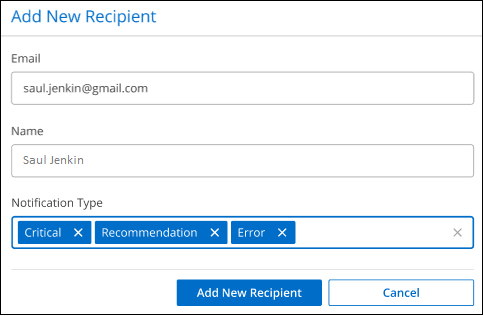 Add New Recipient
Email
saul.jenkin@gmail.com
Name
Saul Jenkin
Notification Type
Critical Recommendation Error
Add New Recipient Cancel